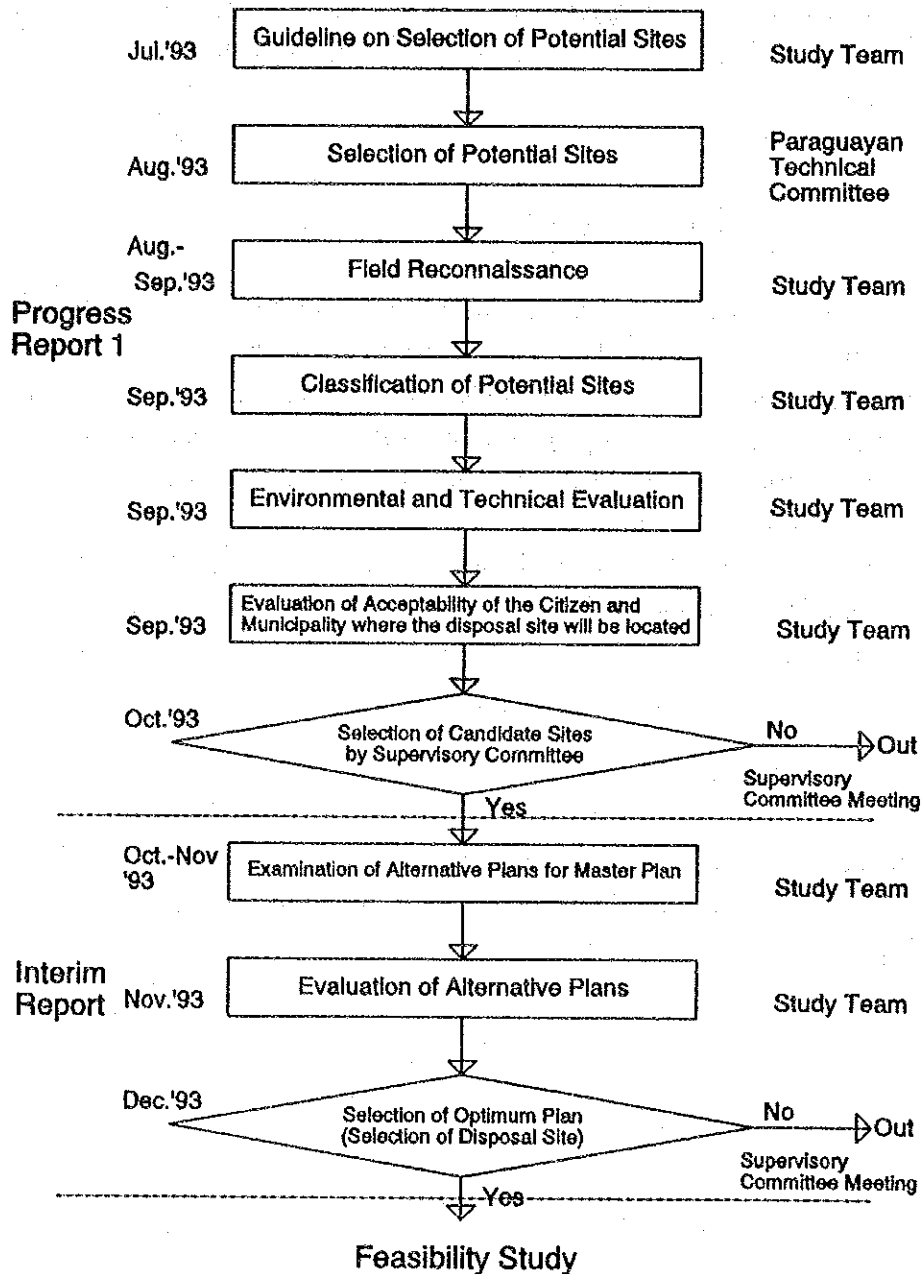 Jul.'93
Guideline on Selection of Potential Sites
Study Team
Aug.'93
Selection of Potential Sites
Paraguayan
Technical
Committee
Aug.-
Sep.'93
Field Reconnaissance
Study Team
Progress
Report 1
Sep.'93
Classification of Potential Sites
Study Team
Sep.'93
Environmental and Technical Evaluation
Study Team
Sep.'93
Evaluation of Acceptability of the Citizen and
Municipality where the disposal site will be located
Study Team
Oct.'93
Selection of Candidate Sites
by Supervisory Committee
No
Out
Supervisory
Committee Meeting
Yes
Oct.-Nov
'93
Examination of Alternative Plans for Master Plan
Study Team
Interim
Report
Nov.'93
Evaluation of Alternative Plans
Study Team
Dec.'93
Selection of Optimum Plan
(Selection of Disposal Site)
No
Out
Supervisory
Committee Meeting
Yes
Feasibility Study